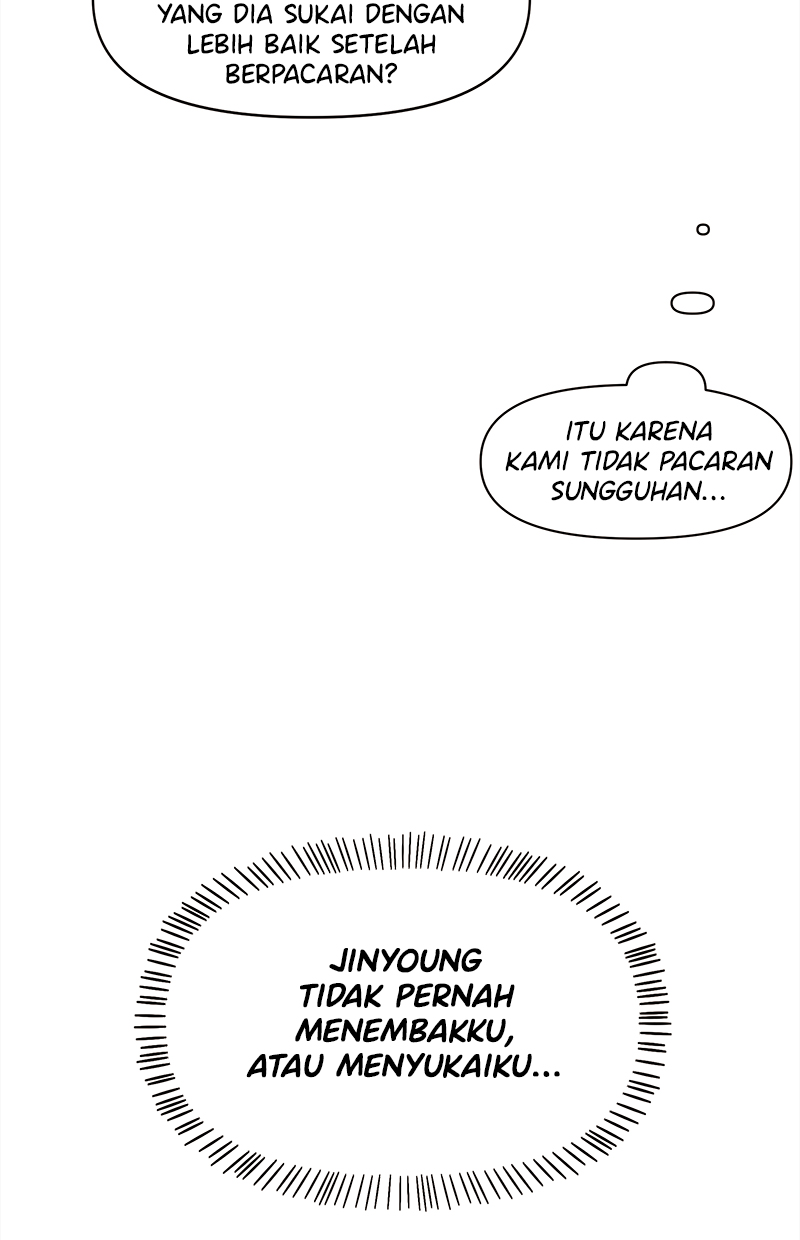 YANG DIA SUKAI DENGAN
LEBIH BAIK SETELAH
BERPACARAN?
ITU KARENA
KAMI TIDAK PACARAN
SUNGGUHAN...
JINYOUNG
TIDAK PERNAH
MENEMBAKKU,
ATAU MENYUKAIKU...